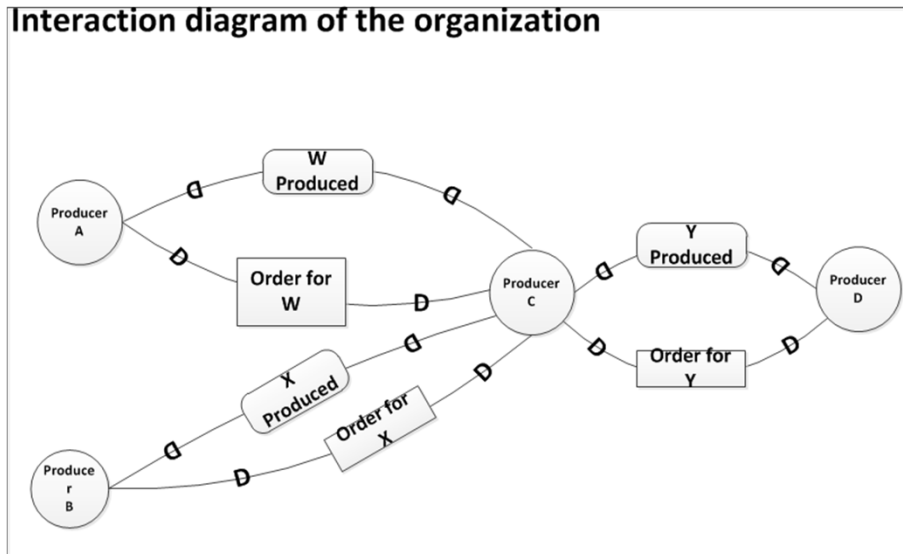 Interaction diagram of the organization
W
Produced
D
D
Producer
A
D
Order for
W
D
Producer
C
Y
Produced
D
D
Producer
D
D
Order for
Y
D
X
Produced
D
D
Order for
X
D
D
Produce
r
B